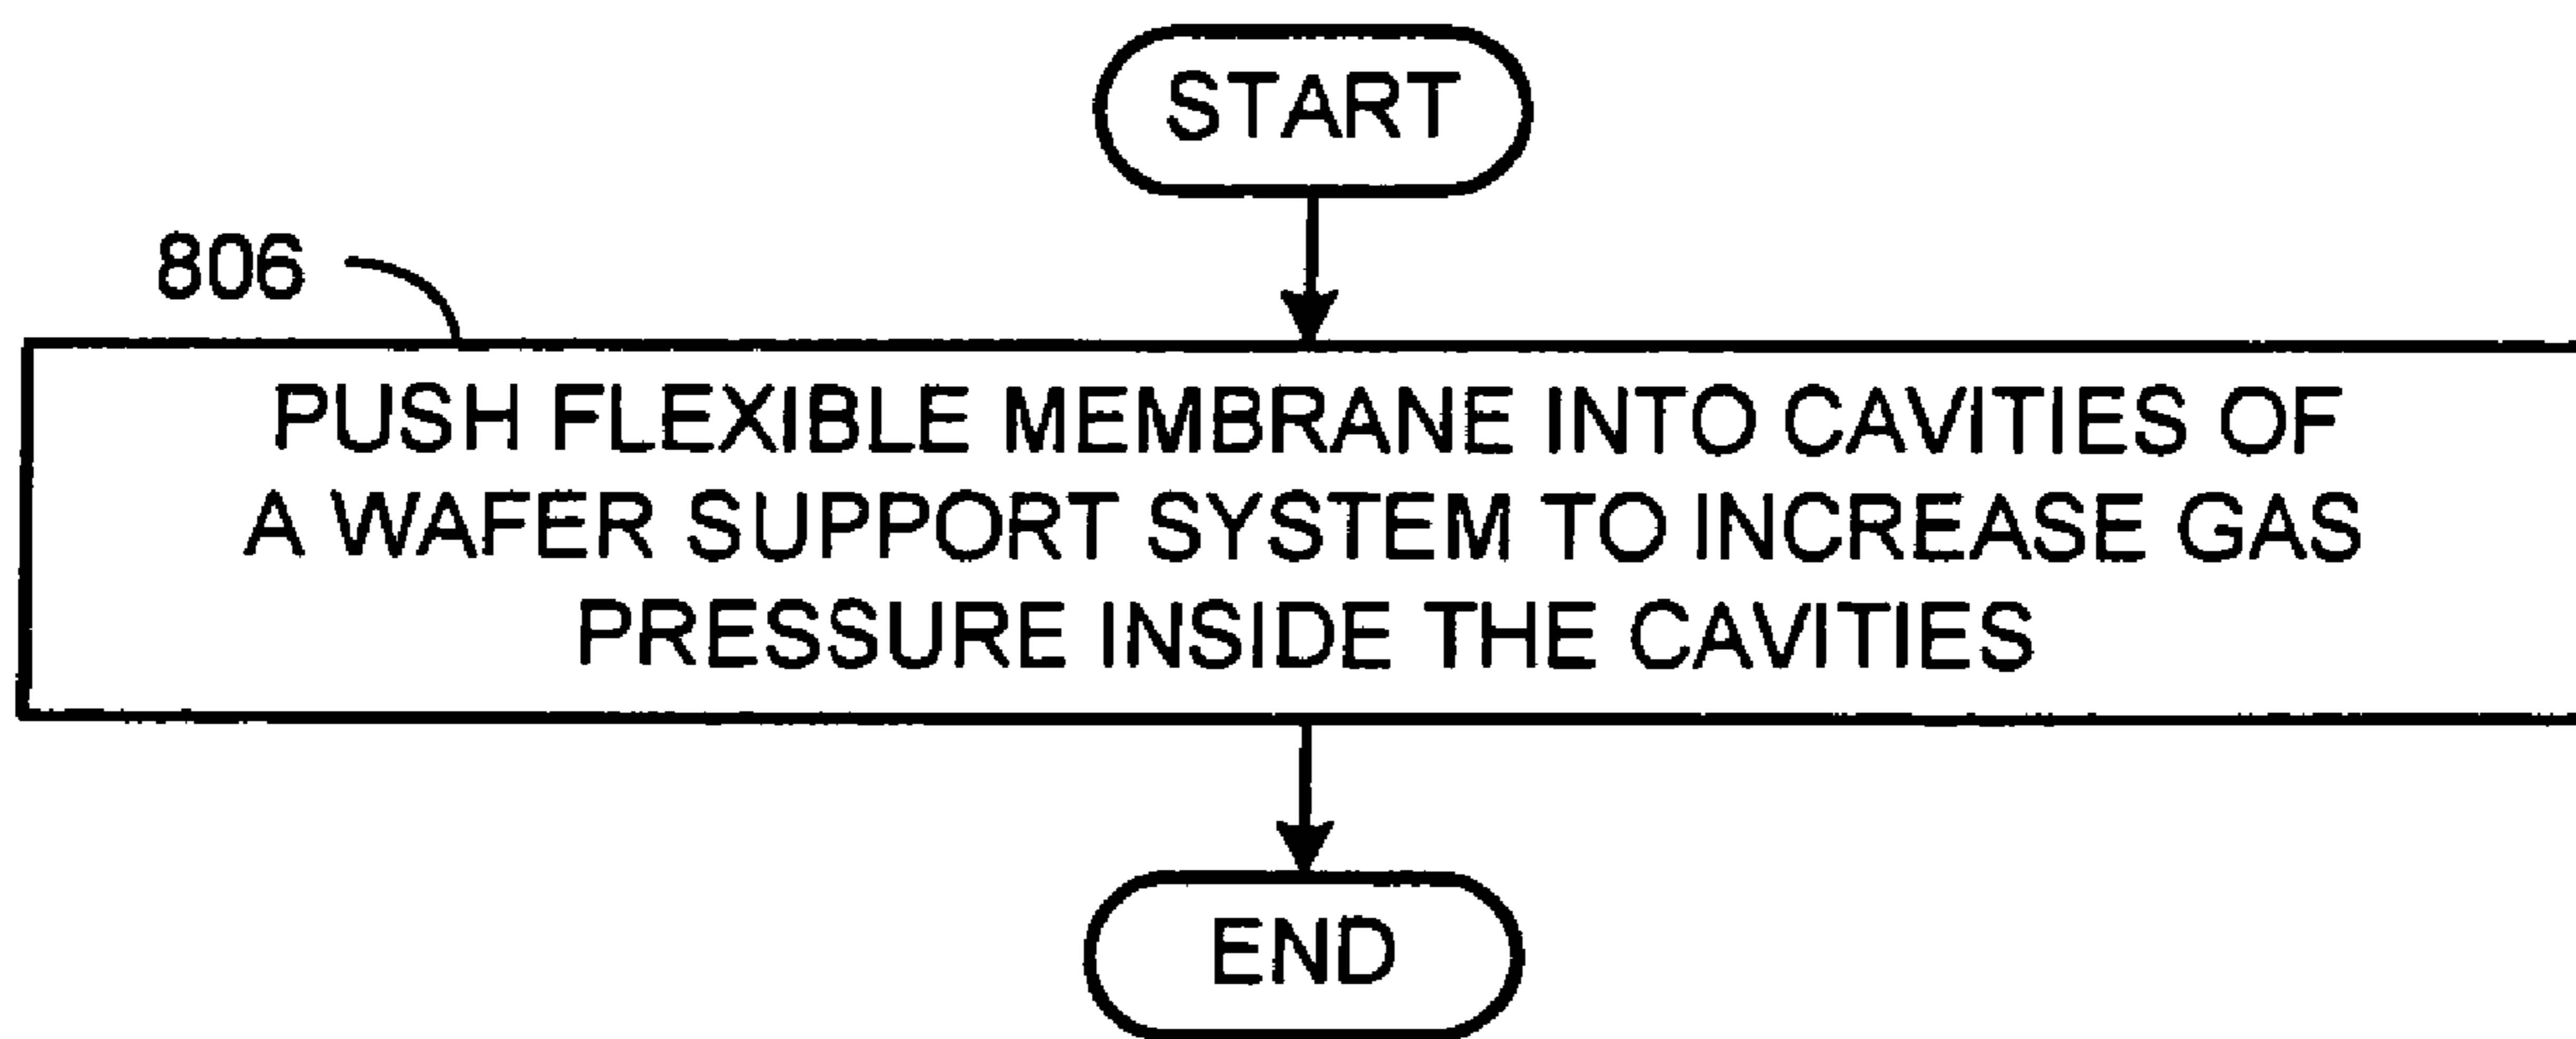 START
806
PUSH FLEXIBLE MEMBRANE INTO CAVITIES OF
A WAFER SUPPORT SYSTEM TO INCREASE GAS
PRESSURE INSIDE THE CAVITIES
END